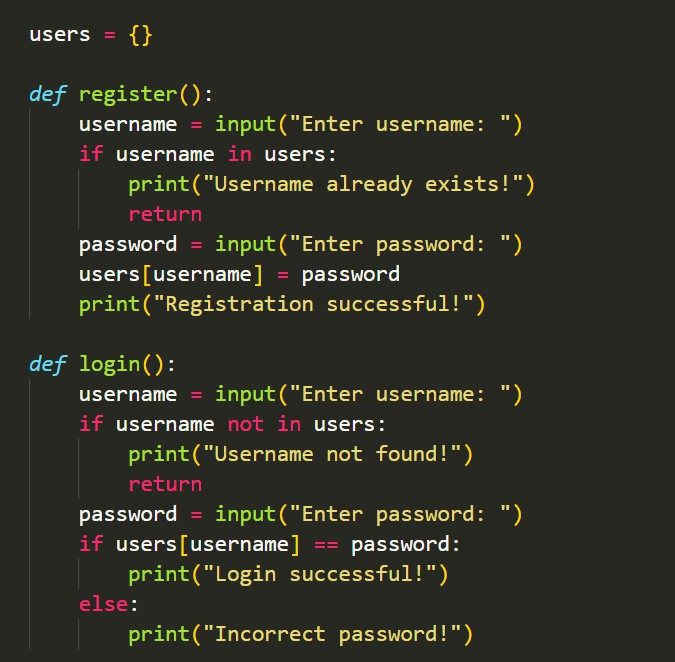 users = {}

def register():
    username = input("Enter username: ")
    if username in users:
        print("Username already exists!")
        return
    password = input("Enter password: ")
    users[username] = password
    print("Registration successful!")

def login():
    username = input("Enter username: ")
    if username not in users:
        print("Username not found!")
        return
    password = input("Enter password: ")
    if users[username] == password:
        print("Login successful!")
    else:
        print("Incorrect password!")